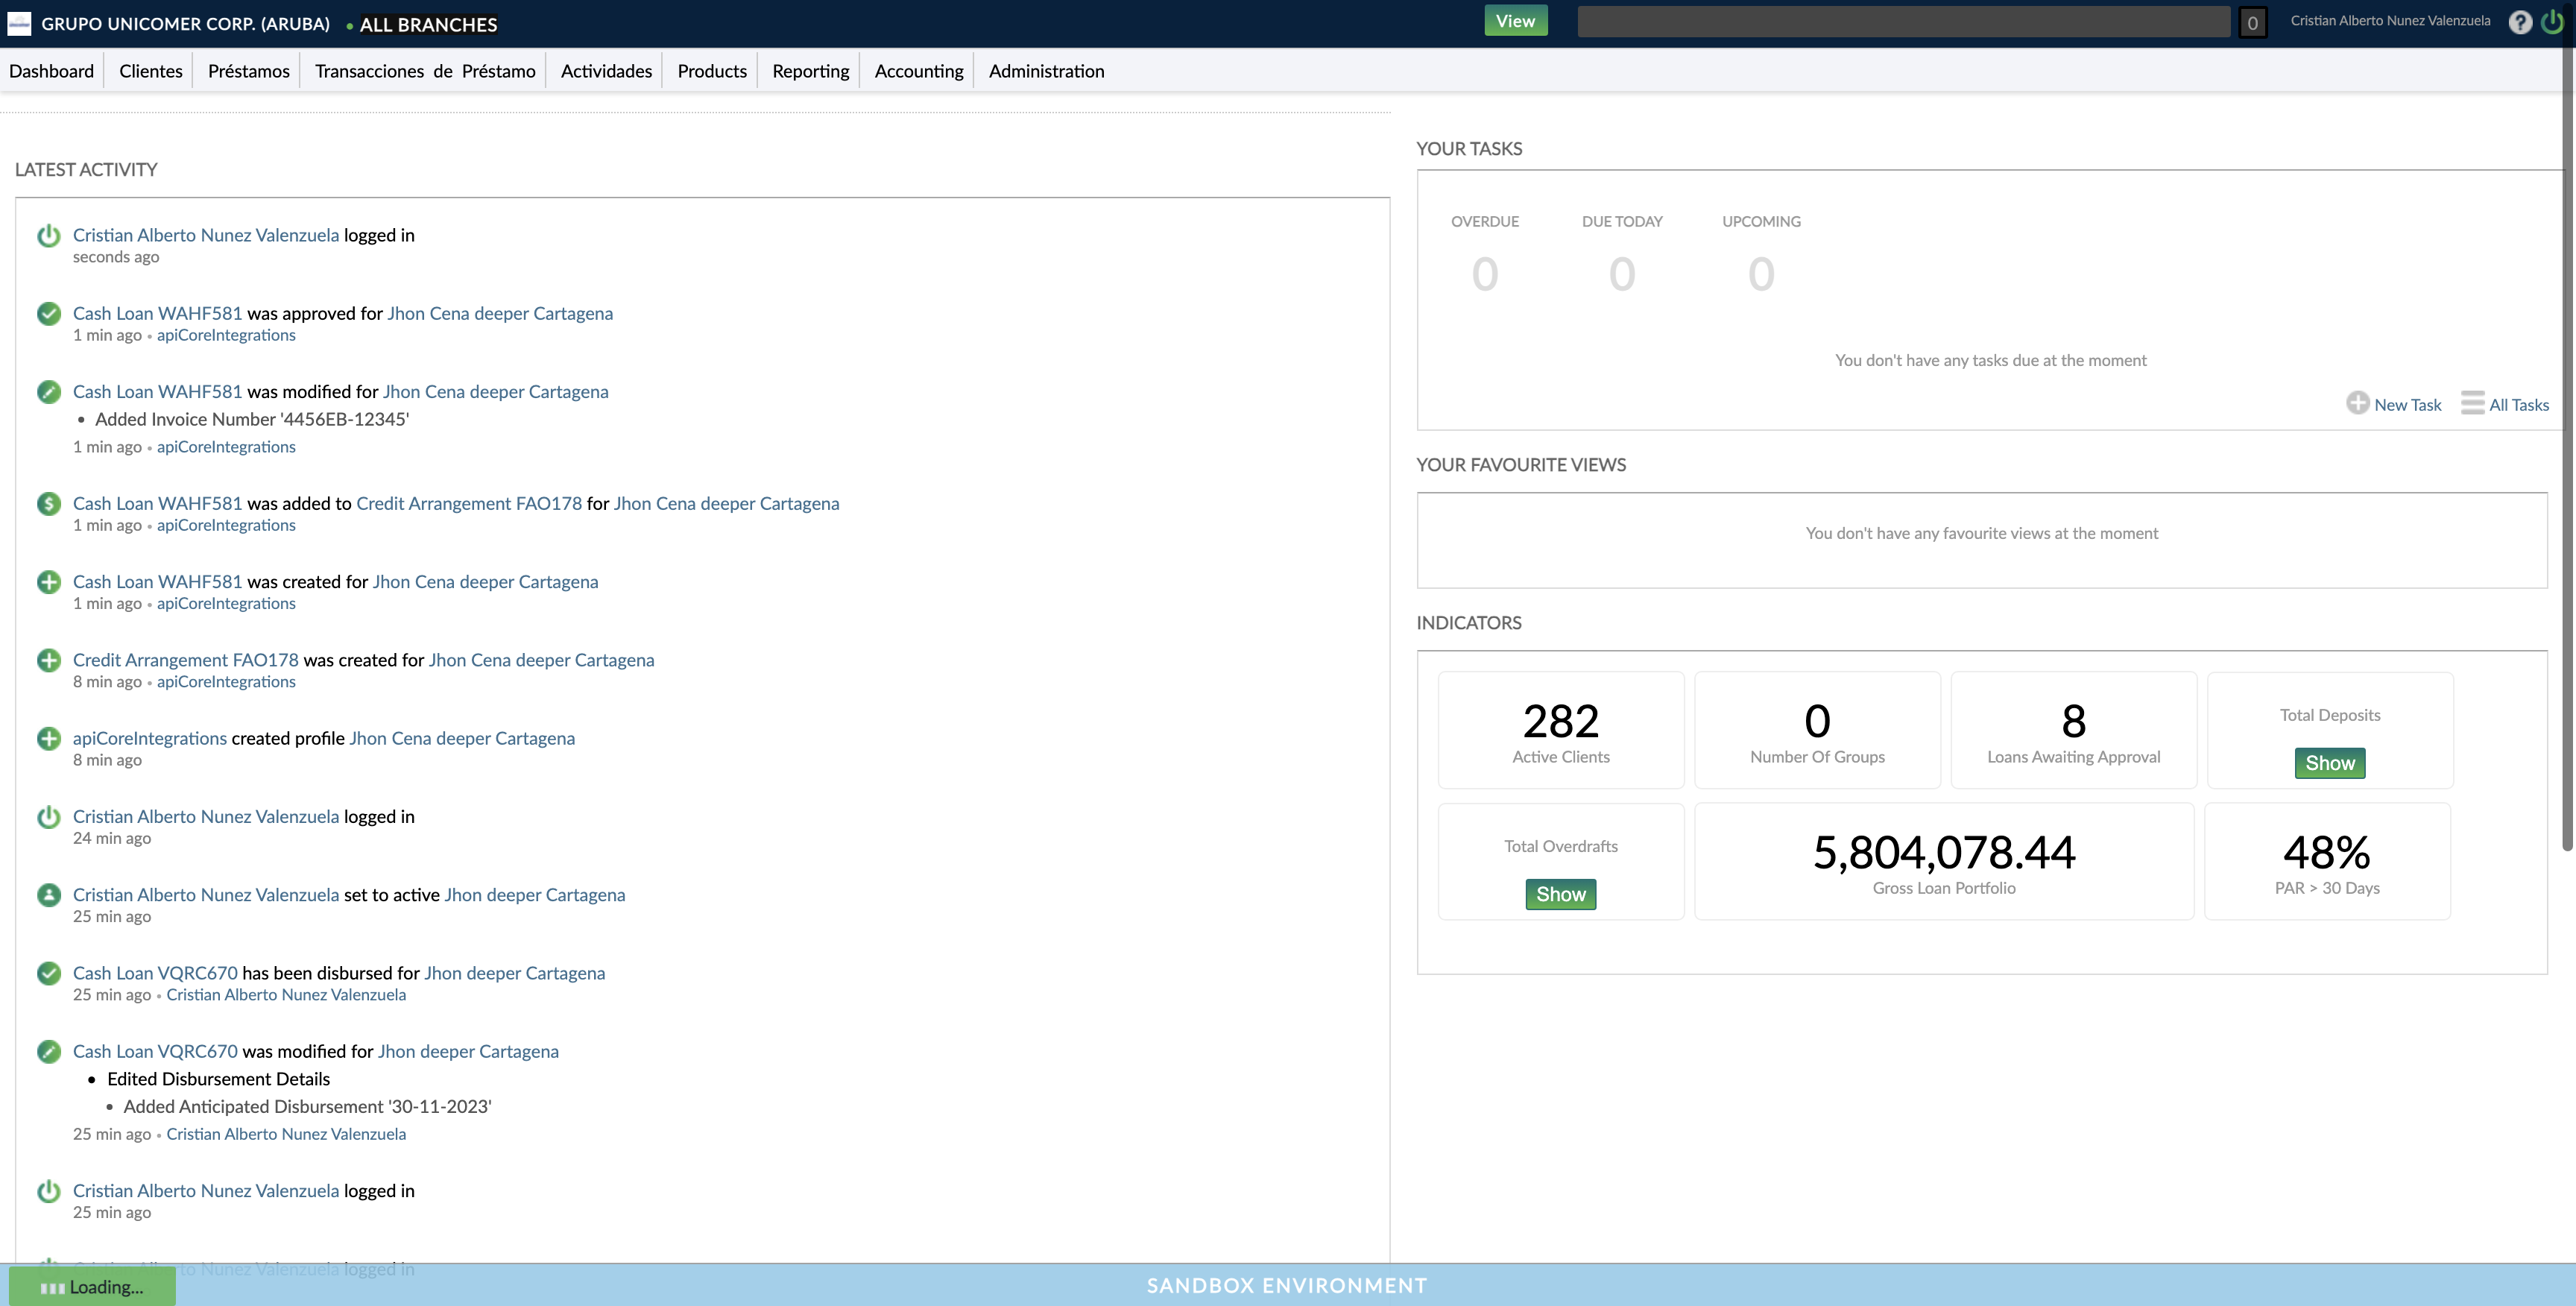 GRUPO UNICOMER CORP. (ARUBA) • ALL BRANCHES
View
0
Cristian Alberto Nunez Valenzuela
?
Dashboard Clientes Préstamos Transacciones de Préstamo Actividades Products Reporting Accounting Administration
LATEST ACTIVITY
Cristian Alberto Nunez Valenzuela logged in
seconds ago
Cash Loan WAHF581 was approved for Jhon Cena deeper Cartagena
1 min ago • apiCoreIntegrations
Cash Loan WAHF581 was modified for Jhon Cena deeper Cartagena
• Added Invoice Number '4456EB-12345'
1 min ago • apiCoreIntegrations
Cash Loan WAHF581 was added to Credit Arrangement FAO178 for Jhon Cena deeper Cartagena
1 min ago • apiCoreIntegrations
Cash Loan WAHF581 was created for Jhon Cena deeper Cartagena
1 min ago • apiCoreIntegrations
Credit Arrangement FAO178 was created for Jhon Cena deeper Cartagena
8 min ago • apiCoreIntegrations
apiCoreIntegrations created profile Jhon Cena deeper Cartagena
8 min ago
Cristian Alberto Nunez Valenzuela logged in
24 min ago
Cristian Alberto Nunez Valenzuela set to active Jhon deeper Cartagena
25 min ago
Cash Loan VQRC670 has been disbursed for Jhon deeper Cartagena
25 min ago • Cristian Alberto Nunez Valenzuela
Cash Loan VQRC670 was modified for Jhon deeper Cartagena
• Edited Disbursement Details
• Added Anticipated Disbursement '30-11-2023'
25 min ago • Cristian Alberto Nunez Valenzuela
Cristian Alberto Nunez Valenzuela logged in
25 min ago
Cristian Alberto Nunez Valenzuela logged in
YOUR TASKS
OVERDUE DUE TODAY UPCOMING
0 0 0
You don't have any tasks due at the moment
New Task All Tasks
YOUR FAVOURITE VIEWS
You don't have any favourite views at the moment
INDICATORS
282
Active Clients
0
Number Of Groups
8
Loans Awaiting Approval
Total Deposits
Show
Total Overdrafts
Show
5,804,078.44
Gross Loan Portfolio
48%
PAR > 30 Days
Loading...
SANDBOX ENVIRONMENT